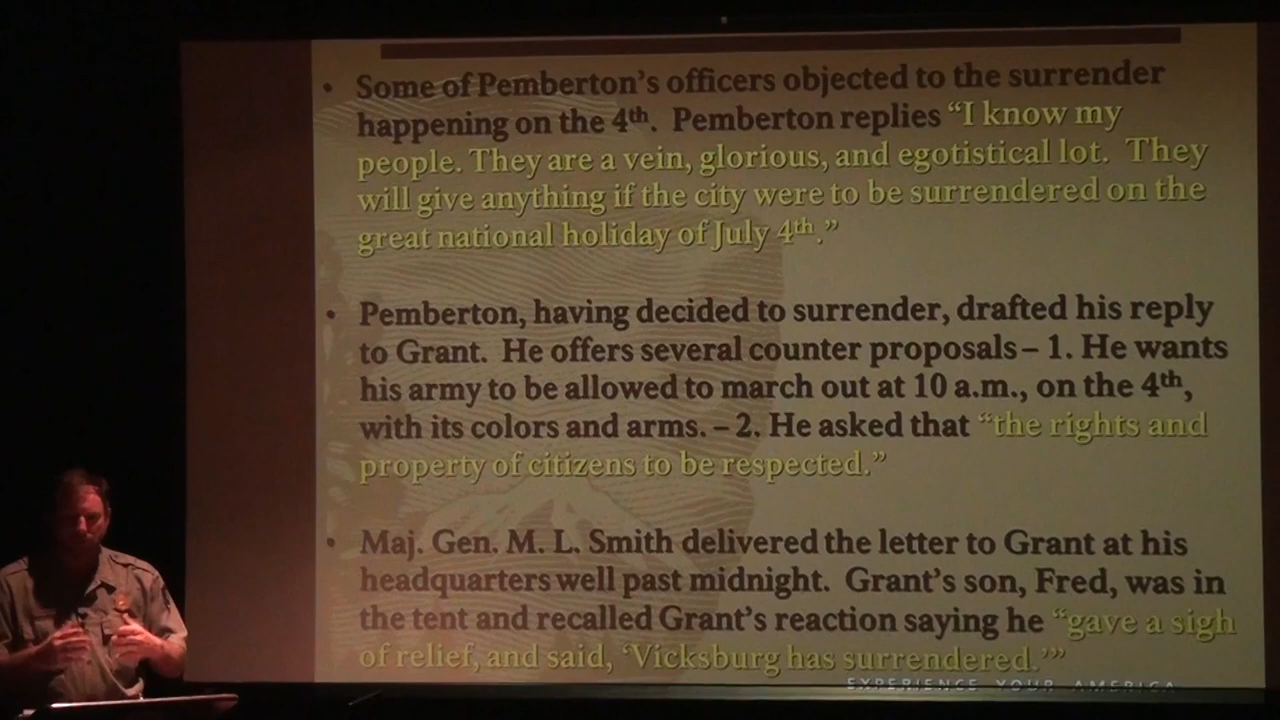 • Some of Pemberton's officers objected to the surrender
happening on the 4th. Pemberton replies "I know my
people. They are a vein, glorious, and egotistical lot. They
will give anything if the city were to be surrendered on the
great national holiday of July 4th."
• Pemberton, having decided to surrender, drafted his reply
to Grant. He offers several counter proposals – 1. He wants
his army to be allowed to march out at 10 a.m., on the 4th,
with its colors and arms. – 2. He asked that "the rights and
property of citizens to be respected."
• Maj. Gen. M. L. Smith delivered the letter to Grant at his
headquarters well past midnight. Grant's son, Fred, was in
the tent and recalled Grant's reaction saying he "gave a sigh
of relief, and said, 'Vicksburg has surrendered.'"
EXPERIENCE YOUR AMERICA